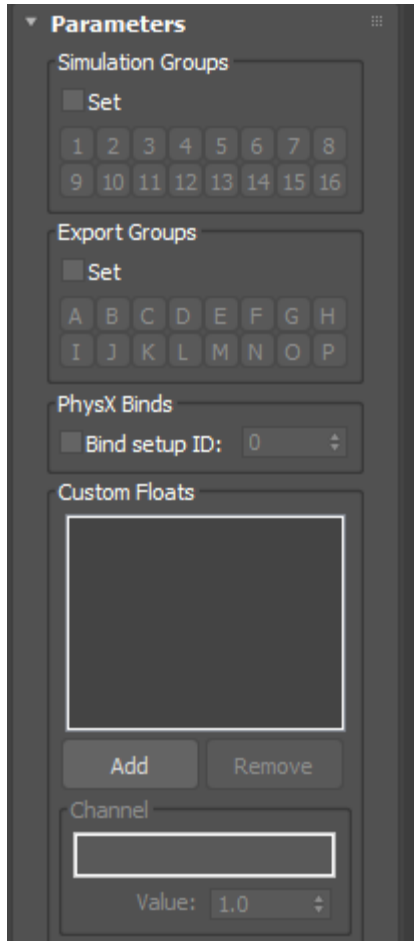 Parameters
Simulation Groups
Set
1 2 3 4 5 6 7 8
9 10 11 12 13 14 15 16
Export Groups
Set
A B C D E F G H
I J K L M N O P
PhysX Binds
Bind setup ID: 0
Custom Floats
Add Remove
Channel
Value: 1.0